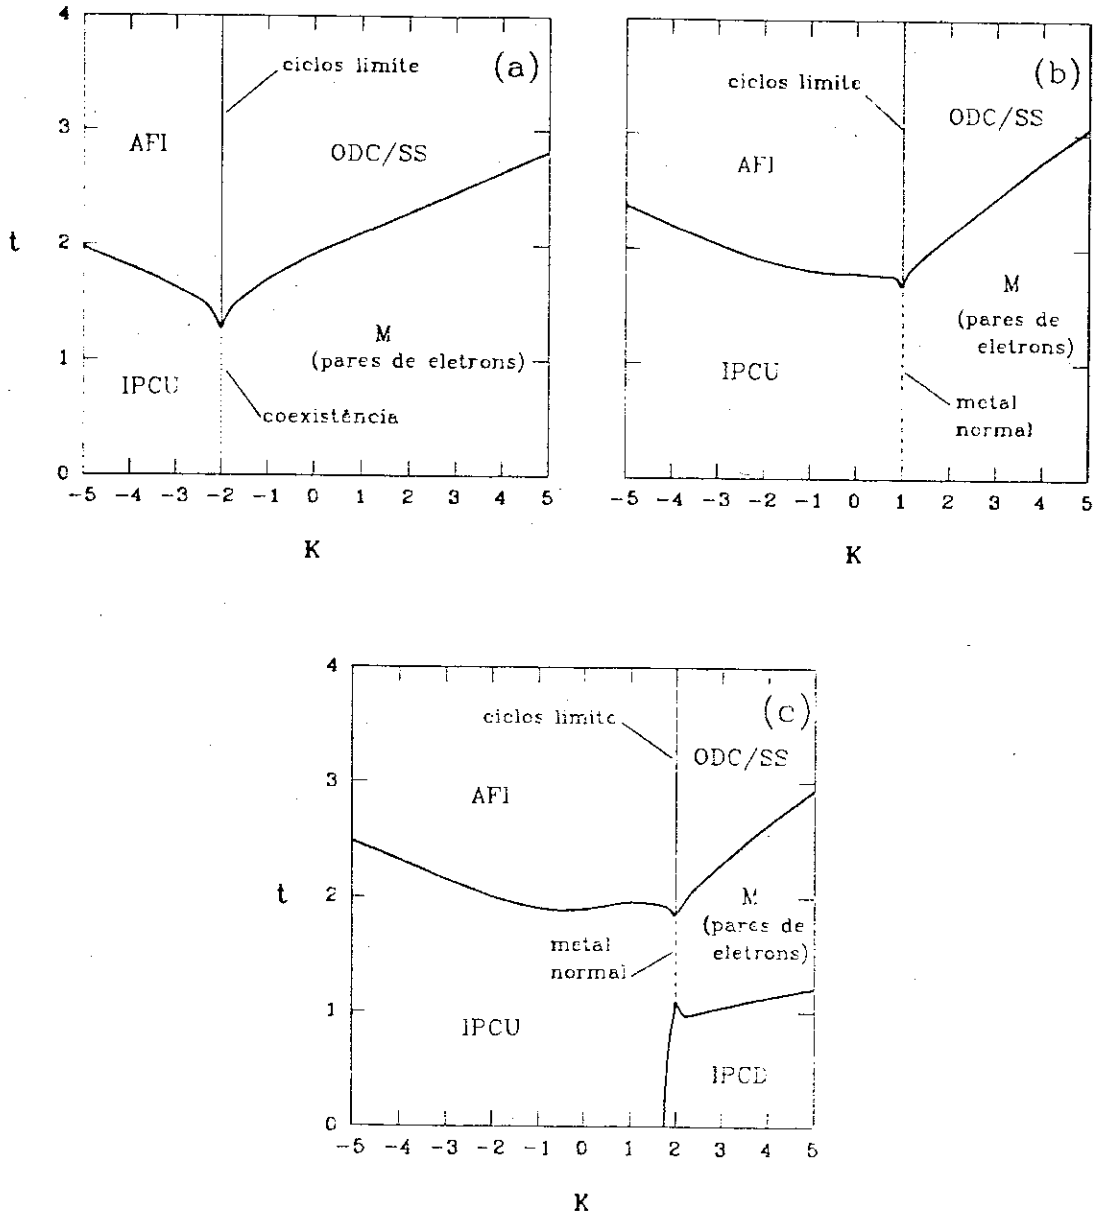 4
3
2
1
0
t
(a)
ciclos limite
AFI
ODC/SS
M
(pares de eletrons)
IPCU
coexistência
-5 -4 -3 -2 -1 0 1 2 3 4 5
K
(b)
ciclos limite
ODC/SS
AFI
M
(pares de
eletrons)
IPCU
metal
normal
-5 -4 -3 -2 -1 0 1 2 3 4 5
K
4
3
2
1
0
t
(c)
ciclos limite
ODC/SS
AFI
M
(pares de
eletrons)
metal
normal
IPCU
IPCD
-5 -4 -3 -2 -1 0 1 2 3 4 5
K